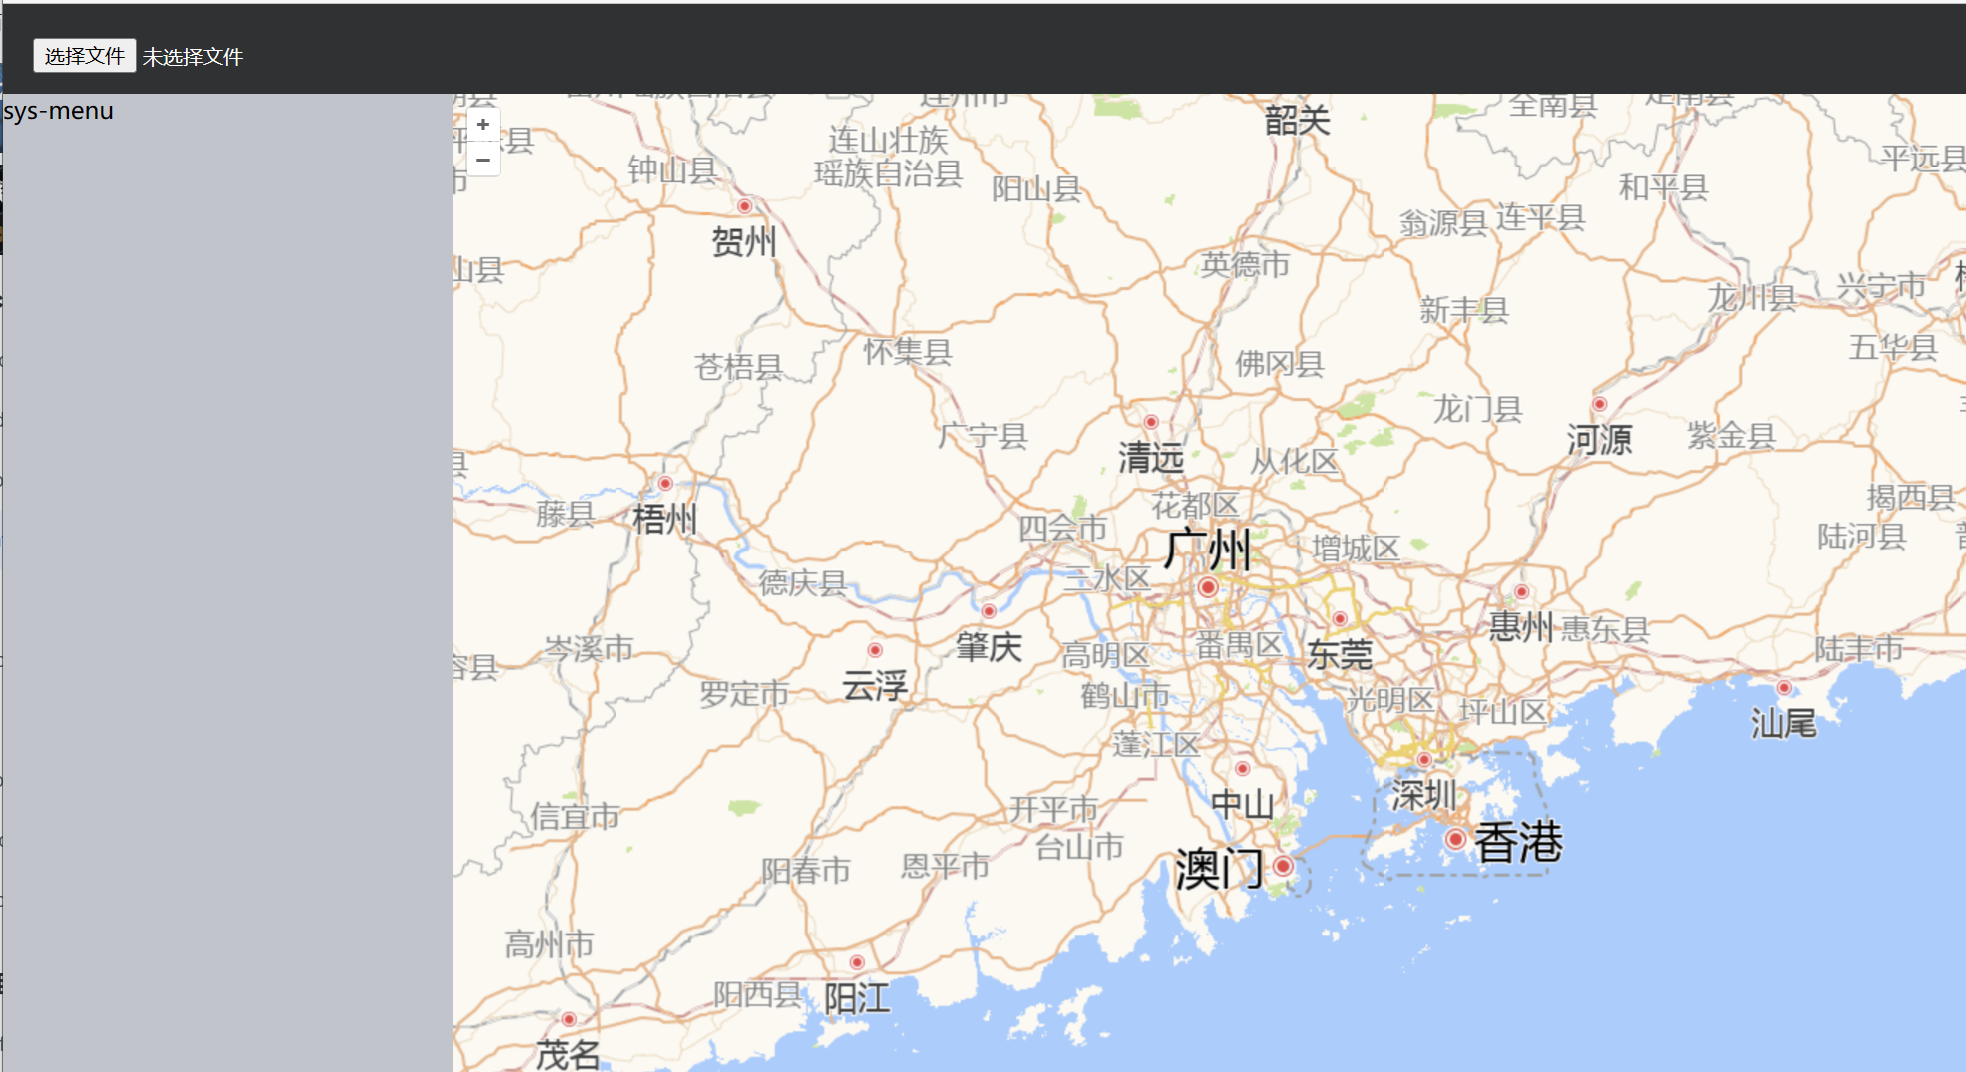 选择文件 未选择文件
sys-menu
+
−
韶关
全南县
连山壮族
瑶族自治县
钟山县
阳山县
和平县
平远县
翁源县
连平县
贺州
英德市
山县
龙川县
兴宁市
新丰县
五华县
怀集县
苍梧县
佛冈县
龙门县
河源
紫金县
广宁县
清远
从化区
揭西县
花都区
藤县
梧州
四会市
广州
增城区
陆河县
三水区
德庆县
惠州
惠东县
肇庆
番禺区
东莞
高明区
岑溪市
容县
陆丰市
云浮
罗定市
鹤山市
光明区
坪山区
汕尾
蓬江区
深圳
中山
开平市
信宜市
香港
台山市
澳门
阳春市
恩平市
高州市
阳西县
阳江
茂名